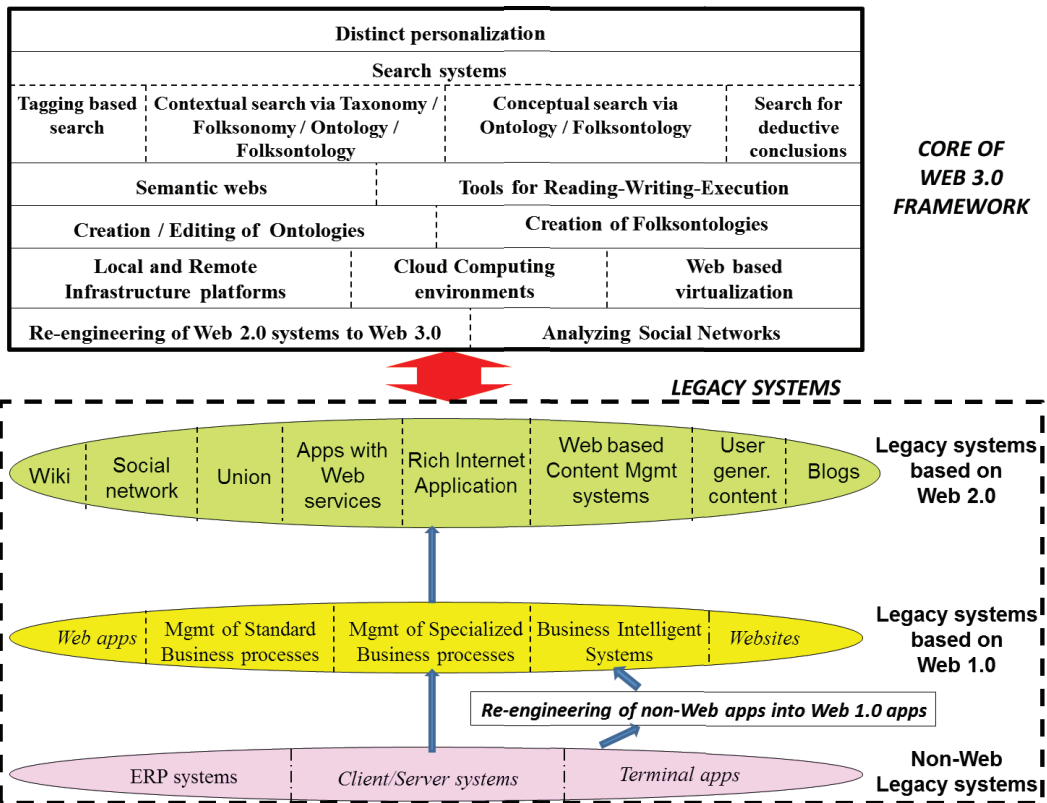 Distinct personalization
Search systems
Tagging based
search
Contextual search via Taxonomy /
Folksonomy / Ontology /
Folksontology
Conceptual search via
Ontology / Folksontology
Search for
deductive
conclusions
Semantic webs
Tools for Reading-Writing-Execution
Creation / Editing of Ontologies
Creation of Folksontologies
Local and Remote
Infrastructure platforms
Cloud Computing
environments
Web based
virtualization
Re-engineering of Web 2.0 systems to Web 3.0
Analyzing Social Networks
CORE OF
WEB 3.0
FRAMEWORK
LEGACY SYSTEMS
Wiki
Social
network
Union
Apps with
Web
services
Rich Internet
Application
Web based
Content Mgmt
systems
User
gener.
content
Blogs
Legacy systems
based on
Web 2.0
Web apps
Mgmt of Standard
Business processes
Mgmt of Specialized
Business processes
Business Intelligent
Systems
Websites
Legacy systems
based on
Web 1.0
Re-engineering of non-Web apps into Web 1.0 apps
ERP systems
Client/Server systems
Terminal apps
Non-Web
Legacy systems